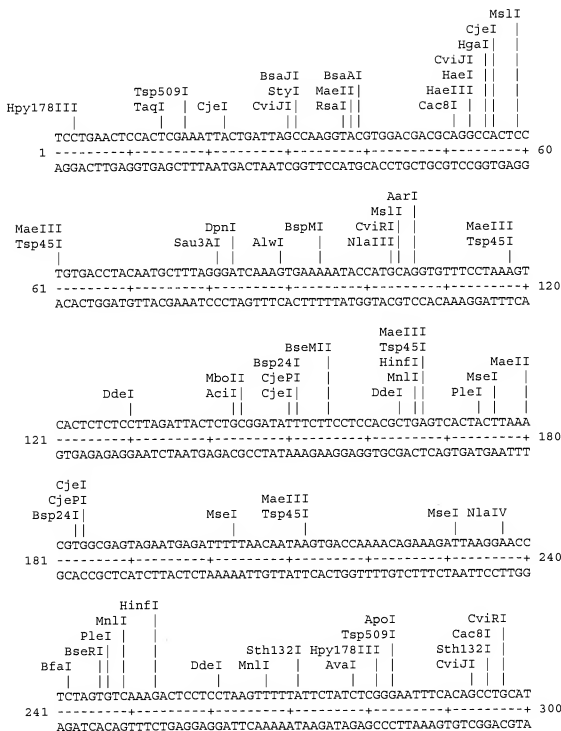 MslI
CjeI
HgaI
BsaJI BsaAI CviJI
Tsp509I StyI MaeII HaeI
Hpy178III TaqI CjeI CviJI RsaI HaeIII
Cac8I
TCCTGAACTCCACTCGAAATTACTGATTAGCCAAGGTACGTGGACGACGCAGGCCACTCC
1 ---------+---------+---------+---------+---------+---------+ 60
AGGACTTGAGGTGAGCTTTAATGACTAATCGGTTCCATGCACCTGCTGCGTCCGGTGAGG
AarI
MslI
MaeIII DpnI BspMI CviRI MaeIII
Tsp45I Sau3AI AlwI NlaIII Tsp45I
TGTGACCTACAATGCTTTAGGGATCAAAGTGAAAAATACCATGCAGGTGTTTCCTAAAGT
61 ---------+---------+---------+---------+---------+---------+ 120
ACACTGGATGTTACGAAATCCCTAGTTTCACTTTTTATGGTACGTCCACAAAGGATTTCA
MaeIII
BseMII Tsp45I
Bsp24I HinfI MaeII
MboII CjePI MnlI MseI
DdeI AciI CjeI DdeI PleI
CACTCTCTCCTTAGATTACTCTGCGGATATTTCTTCCTCCACGCTGAGTCACTACTTAAA
121 ---------+---------+---------+---------+---------+---------+ 180
GTGAGAGAGGAATCTAATGAGACGCCTATAAAGAAGGAGGTGCGACTCAGTGATGAATTT
CjeI
CjePI MaeIII
Bsp24I MseI Tsp45I MseI NlaIV
CGTGGCGAGTAGAATGAGATTTTTAACAATAAGTGACCAAAACAGAAAGATTAAGGAACC
181 ---------+---------+---------+---------+---------+---------+ 240
GCACCGCTCATCTTACTCTAAAAATTGTTATTCACTGGTTTTGTCTTTCTAATTCCTTGG
HinfI
MnlI ApoI CviRI
PleI Tsp509I Cac8I
BseRI Sth132I Hpy178III Sth132I
BfaI DdeI MnlI AvaI CviJI
TCTAGTGTCAAAGACTCCTCCTAAGTTTTTATTCTATCTCGGGAATTTCACAGCCTGCAT
241 ---------+---------+---------+---------+---------+---------+ 300
AGATCACAGTTTCTGAGGAGGATTCAAAAATAAGATAGAGCCCTTAAAGTGTCGGACGTA